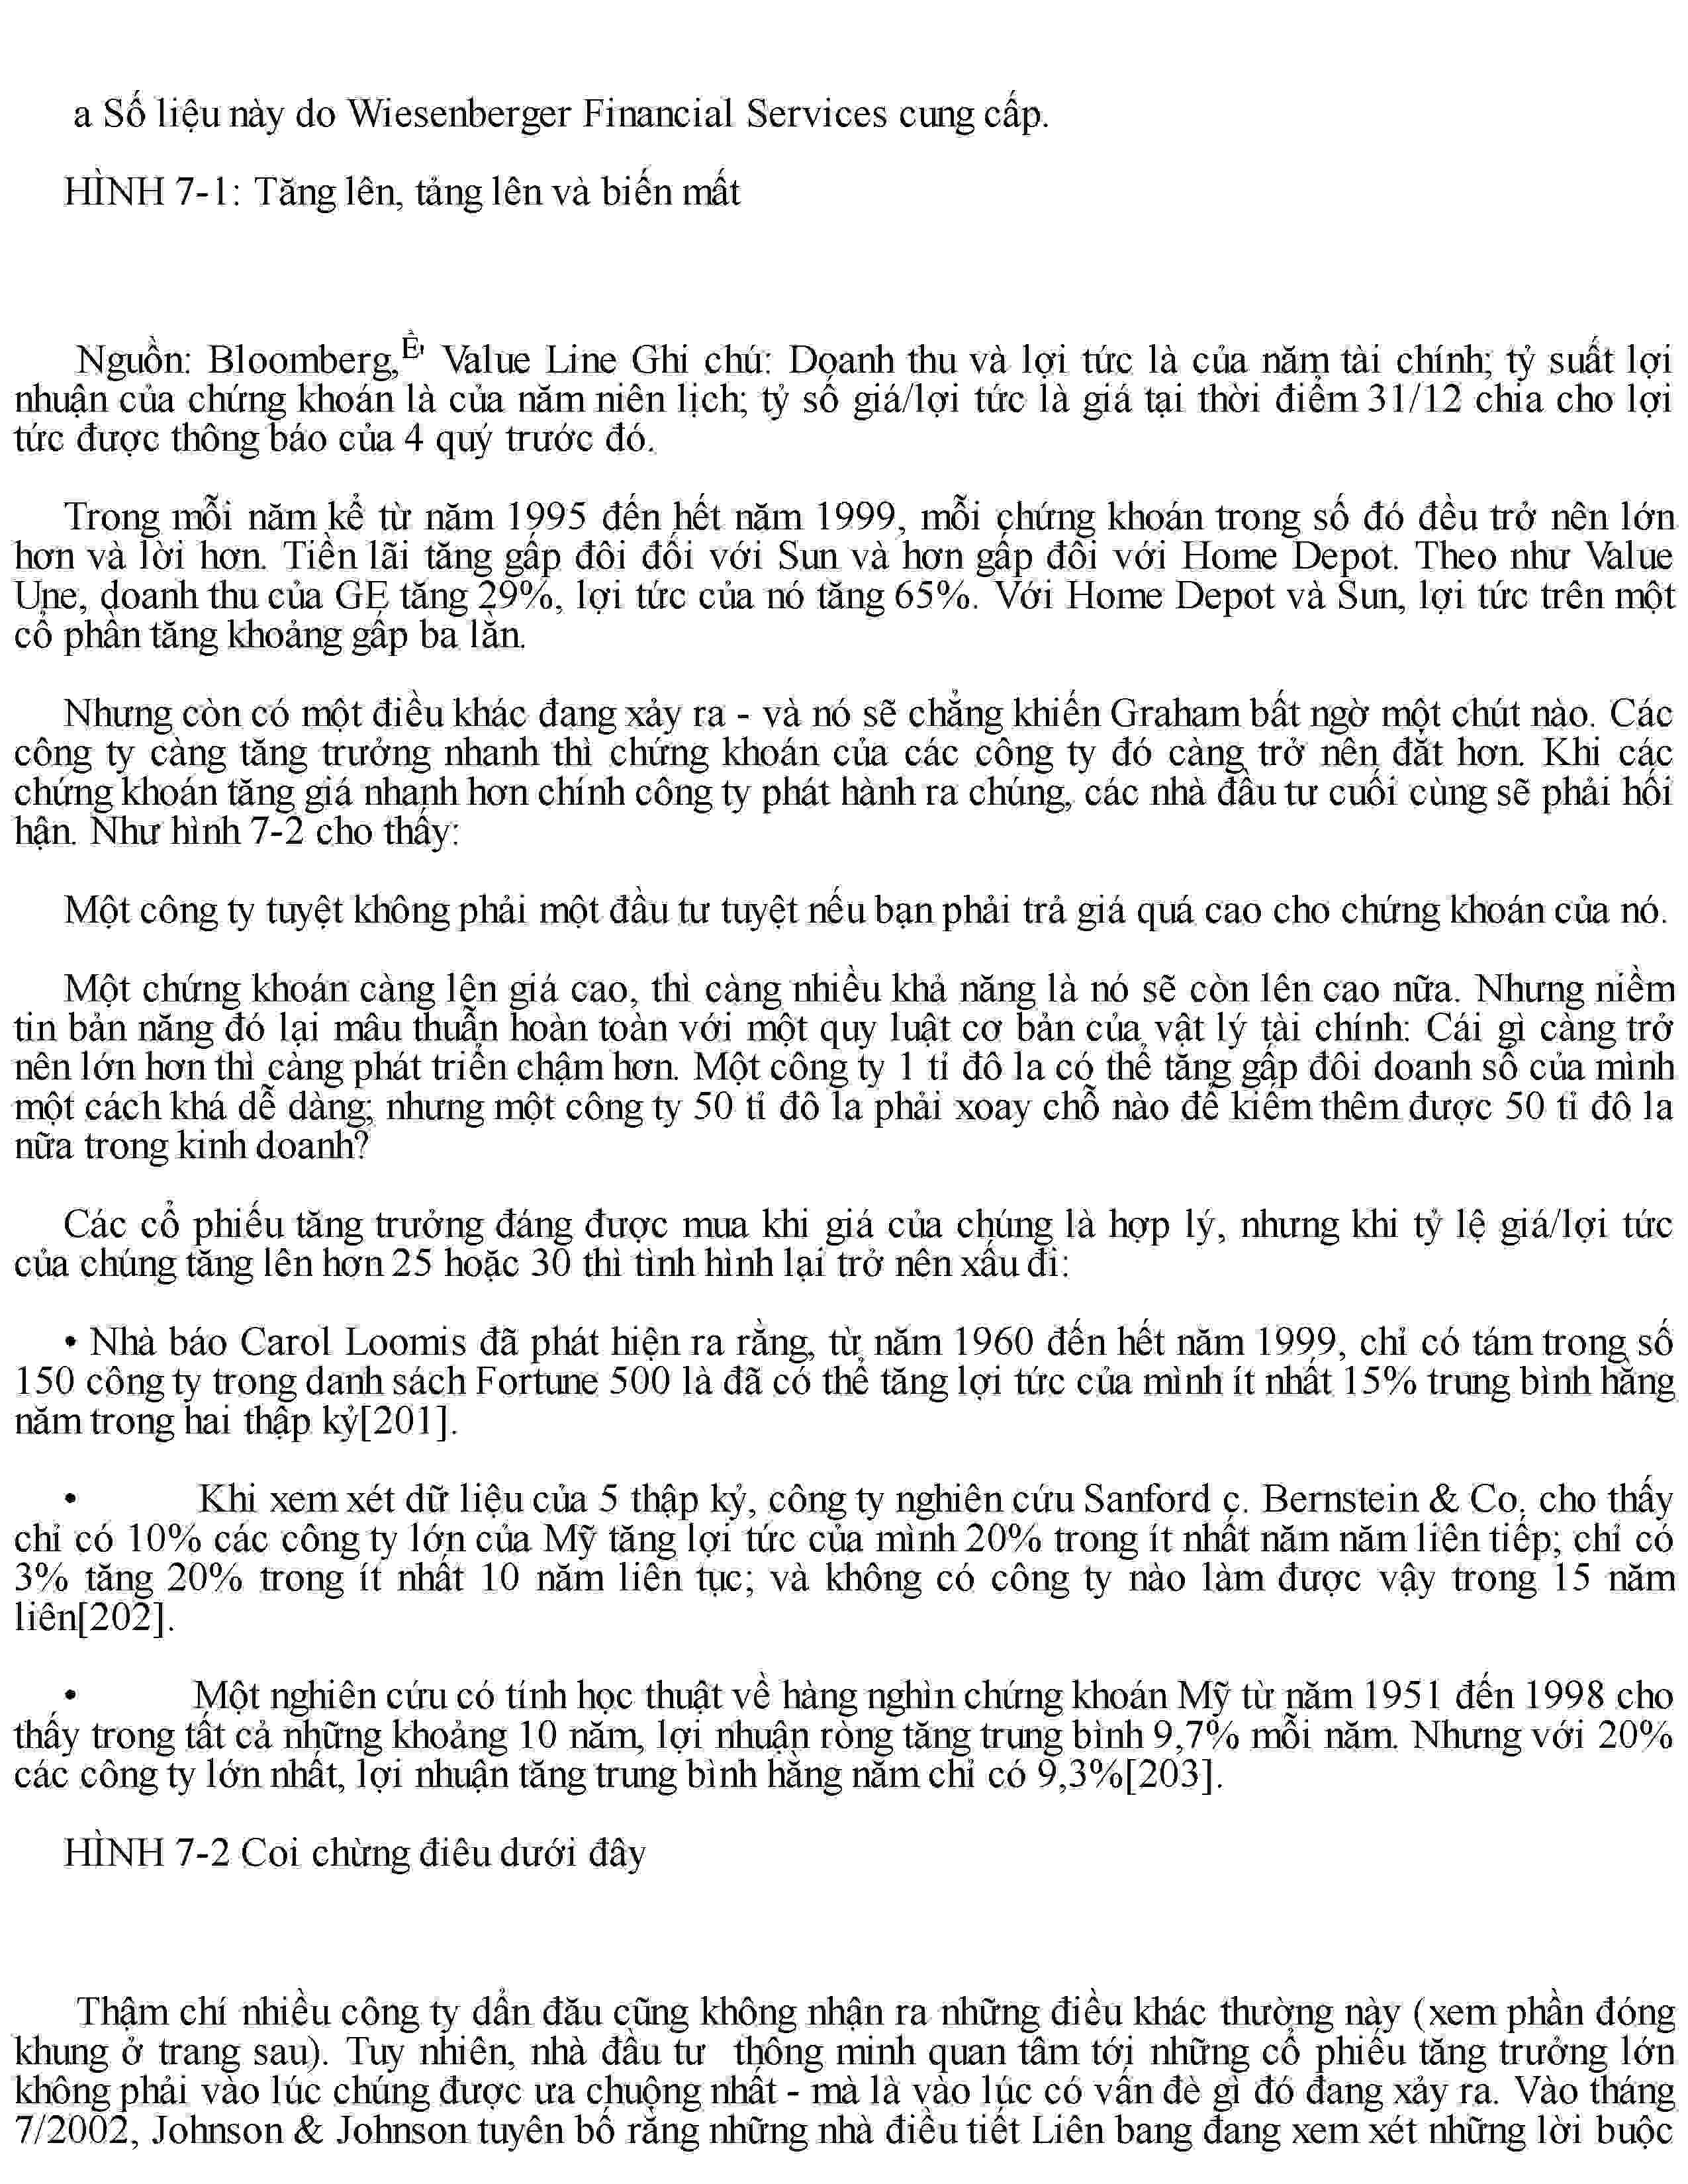 a Số liệu này do Wiesenberger Financial Services cung cấp.
HÌNH 7-1: Tăng lên, tảng lên và biến mất
Nguồn: Bloomberg,Ề' Value Line Ghi chú: Doanh thu và lợi tức là của năm tài chính; tỷ suất lợi
nhuận của chứng khoán là của năm niên lịch; tỷ số giá/lợi tức là giá tại thời điểm 31/12 chia cho lợi
tức được thông báo của 4 quý trước đó.
Trong mỗi năm kể từ năm 1995 đến hết năm 1999, mỗi chứng khoán trong số đó đều trở nên lớn
hơn và lời hơn. Tiền lãi tăng gấp đôi đối với Sun và hơn gấp đôi với Home Depot. Theo như Value
Une, doanh thu của GE tăng 29%, lợi tức của nó tăng 65%. Với Home Depot và Sun, lợi tức trên một
cổ phần tăng khoảng gấp ba lần.
Nhưng còn có một điều khác đang xảy ra - và nó sẽ chẳng khiến Graham bất ngờ một chút nào. Các
công ty càng tăng trưởng nhanh thì chứng khoán của các công ty đó càng trở nên đắt hơn. Khi các
chứng khoán tăng giá nhanh hơn chính công ty phát hành ra chúng, các nhà đầu tư cuối cùng sẽ phải hối
hận. Như hình 7-2 cho thấy:
Một công ty tuyệt không phải một đầu tư tuyệt nếu bạn phải trả giá quá cao cho chứng khoán của nó.
Một chứng khoán càng lên giá cao, thì càng nhiều khả năng là nó sẽ còn lên cao nữa. Nhưng niềm
tin bản năng đó lại mâu thuẫn hoàn toàn với một quy luật cơ bản của vật lý tài chính: Cái gì càng trở
nên lớn hơn thì càng phát triển chậm hơn. Một công ty 1 tỉ đô la có thể tăng gấp đôi doanh số của mình
một cách khá dễ dàng; nhưng một công ty 50 tỉ đô la phải xoay chỗ nào để kiếm thêm được 50 tỉ đô la
nữa trong kinh doanh?
Các cổ phiếu tăng trưởng đáng được mua khi giá của chúng là hợp lý, nhưng khi tỷ lệ giá/lợi tức
của chúng tăng lên hơn 25 hoặc 30 thì tình hình lại trở nên xấu đi:
• Nhà báo Carol Loomis đã phát hiện ra rằng, từ năm 1960 đến hết năm 1999, chỉ có tám trong số
150 công ty trong danh sách Fortune 500 là đã có thể tăng lợi tức của mình ít nhất 15% trung bình hằng
năm trong hai thập kỷ[201].
• Khi xem xét dữ liệu của 5 thập kỷ, công ty nghiên cứu Sanford c. Bernstein & Co. cho thấy
chỉ có 10% các công ty lớn của Mỹ tăng lợi tức của mình 20% trong ít nhất năm năm liên tiếp; chỉ có
3% tăng 20% trong ít nhất 10 năm liên tục; và không có công ty nào làm được vậy trong 15 năm
liên[202].
• Một nghiên cứu có tính học thuật về hàng nghìn chứng khoán Mỹ từ năm 1951 đến 1998 cho
thấy trong tất cả những khoảng 10 năm, lợi nhuận ròng tăng trung bình 9,7% mỗi năm. Nhưng với 20%
các công ty lớn nhất, lợi nhuận tăng trung bình hằng năm chỉ có 9,3%[203].
HÌNH 7-2 Coi chừng điêu dưới đây
Thậm chí nhiều công ty dẩn đău cũng không nhận ra những điều khác thường này (xem phần đóng
khung ở trang sau). Tuy nhiên, nhà đầu tư thông minh quan tâm tới những cổ phiếu tăng trưởng lớn
không phải vào lúc chúng được ưa chuộng nhất - mà là vào lúc có vấn đè gì đó đang xảy ra. Vào tháng
7/2002, Johnson & Johnson tuyên bố rằng những nhà điều tiết Liên bang đang xem xét những lời buộc